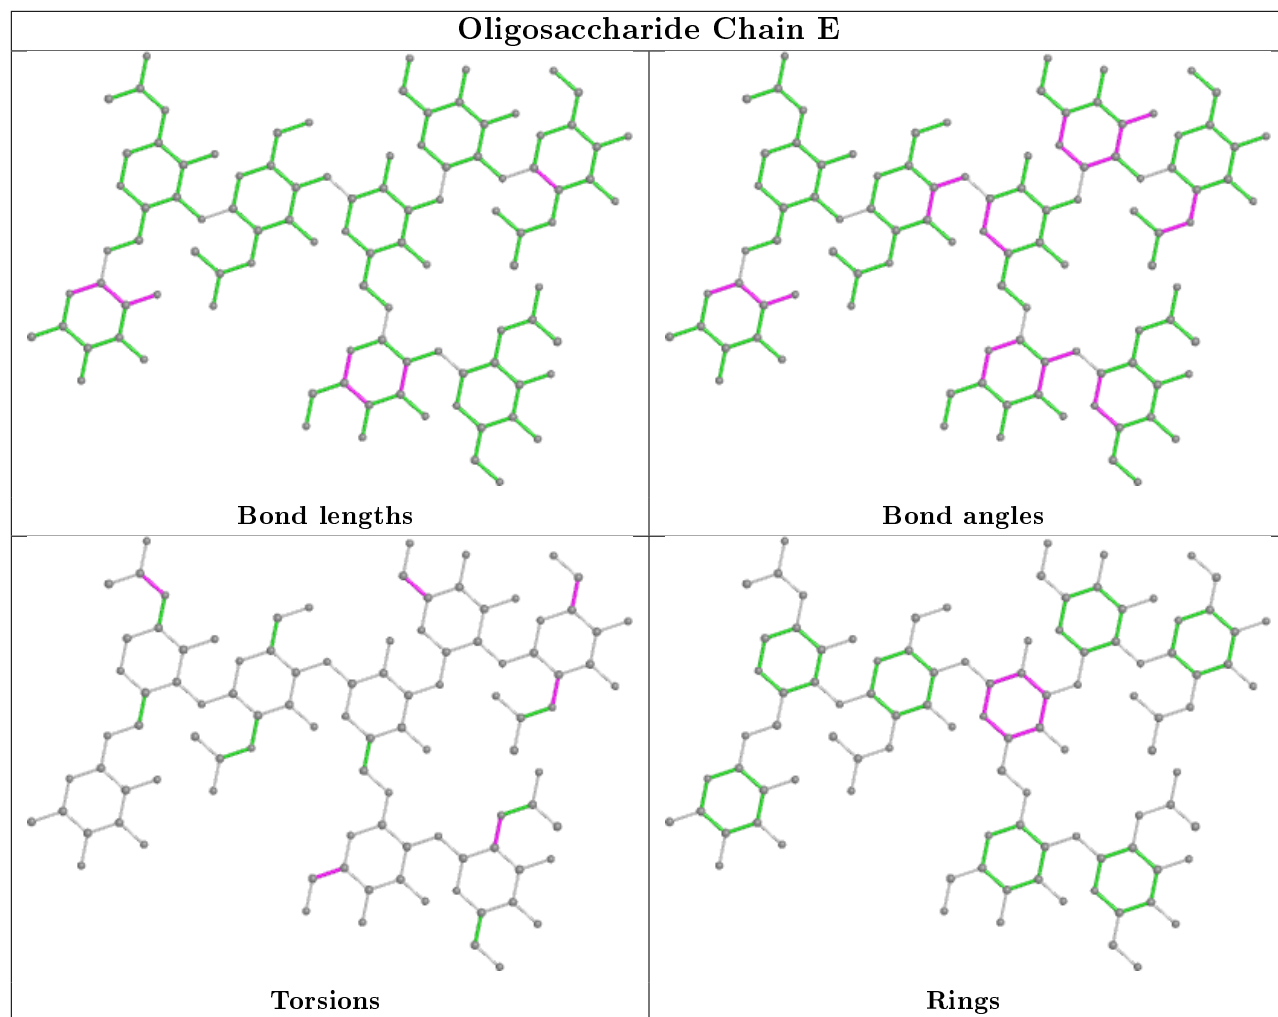 Oligosaccharide Chain E
Bond lengths
Bond angles
Torsions
Rings